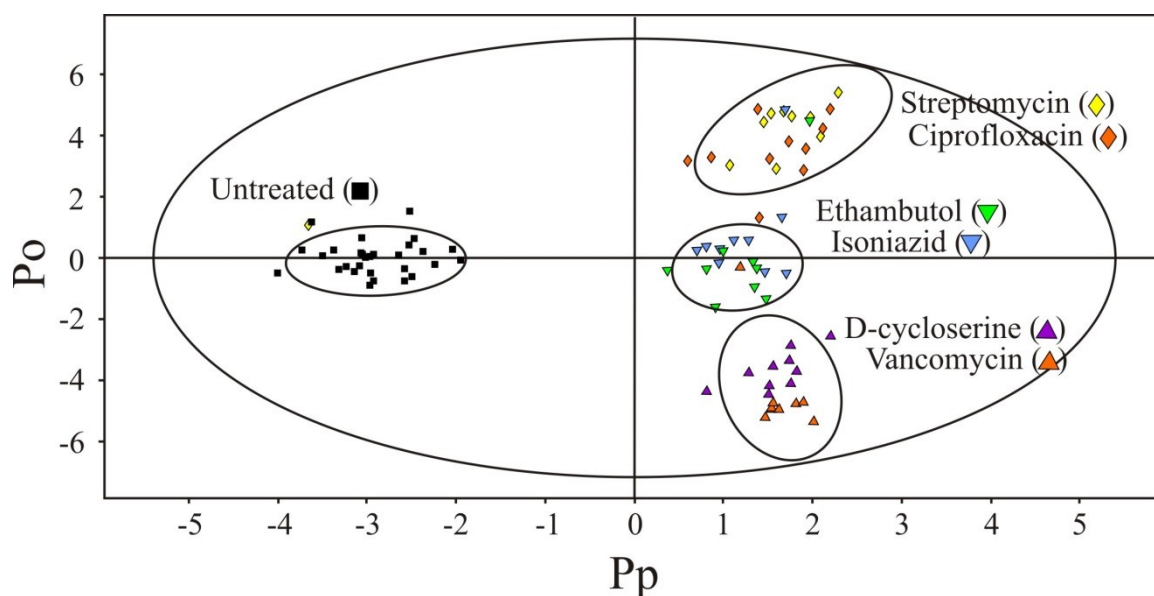 6
4
2
0
-2
-4
-6
Po
Untreated (■)
Streptomycin (♦)
Ciprofloxacin (♦)
Ethambutol (▼)
Isoniazid (▼)
D-cycloserine (▲)
Vancomycin (▲)
-5 -4 -3 -2 -1 0 1 2 3 4 5
Pp